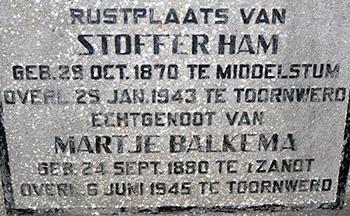 RUSTPLAATS VAN
STOFFER HAM
GEB. 28 OCT. 1870 TE MIDDELSTUM
OVERL. 29 JAN. 1943 TE TOORNWERD
ECHTGENOOT VAN
MARTJE BALKEMA
GEB. 24 SEPT. 1880 TE 'T ZANDT
OVERL. 6 JUNI 1945 TE TOORNWERD